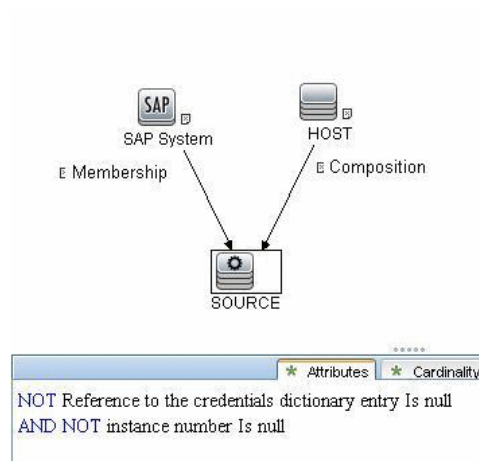 SAP
SAP System
HOST
Membership
Composition
SOURCE
Attributes
Cardinality
NOT Reference to the credentials dictionary entry Is null
AND NOT instance number Is null